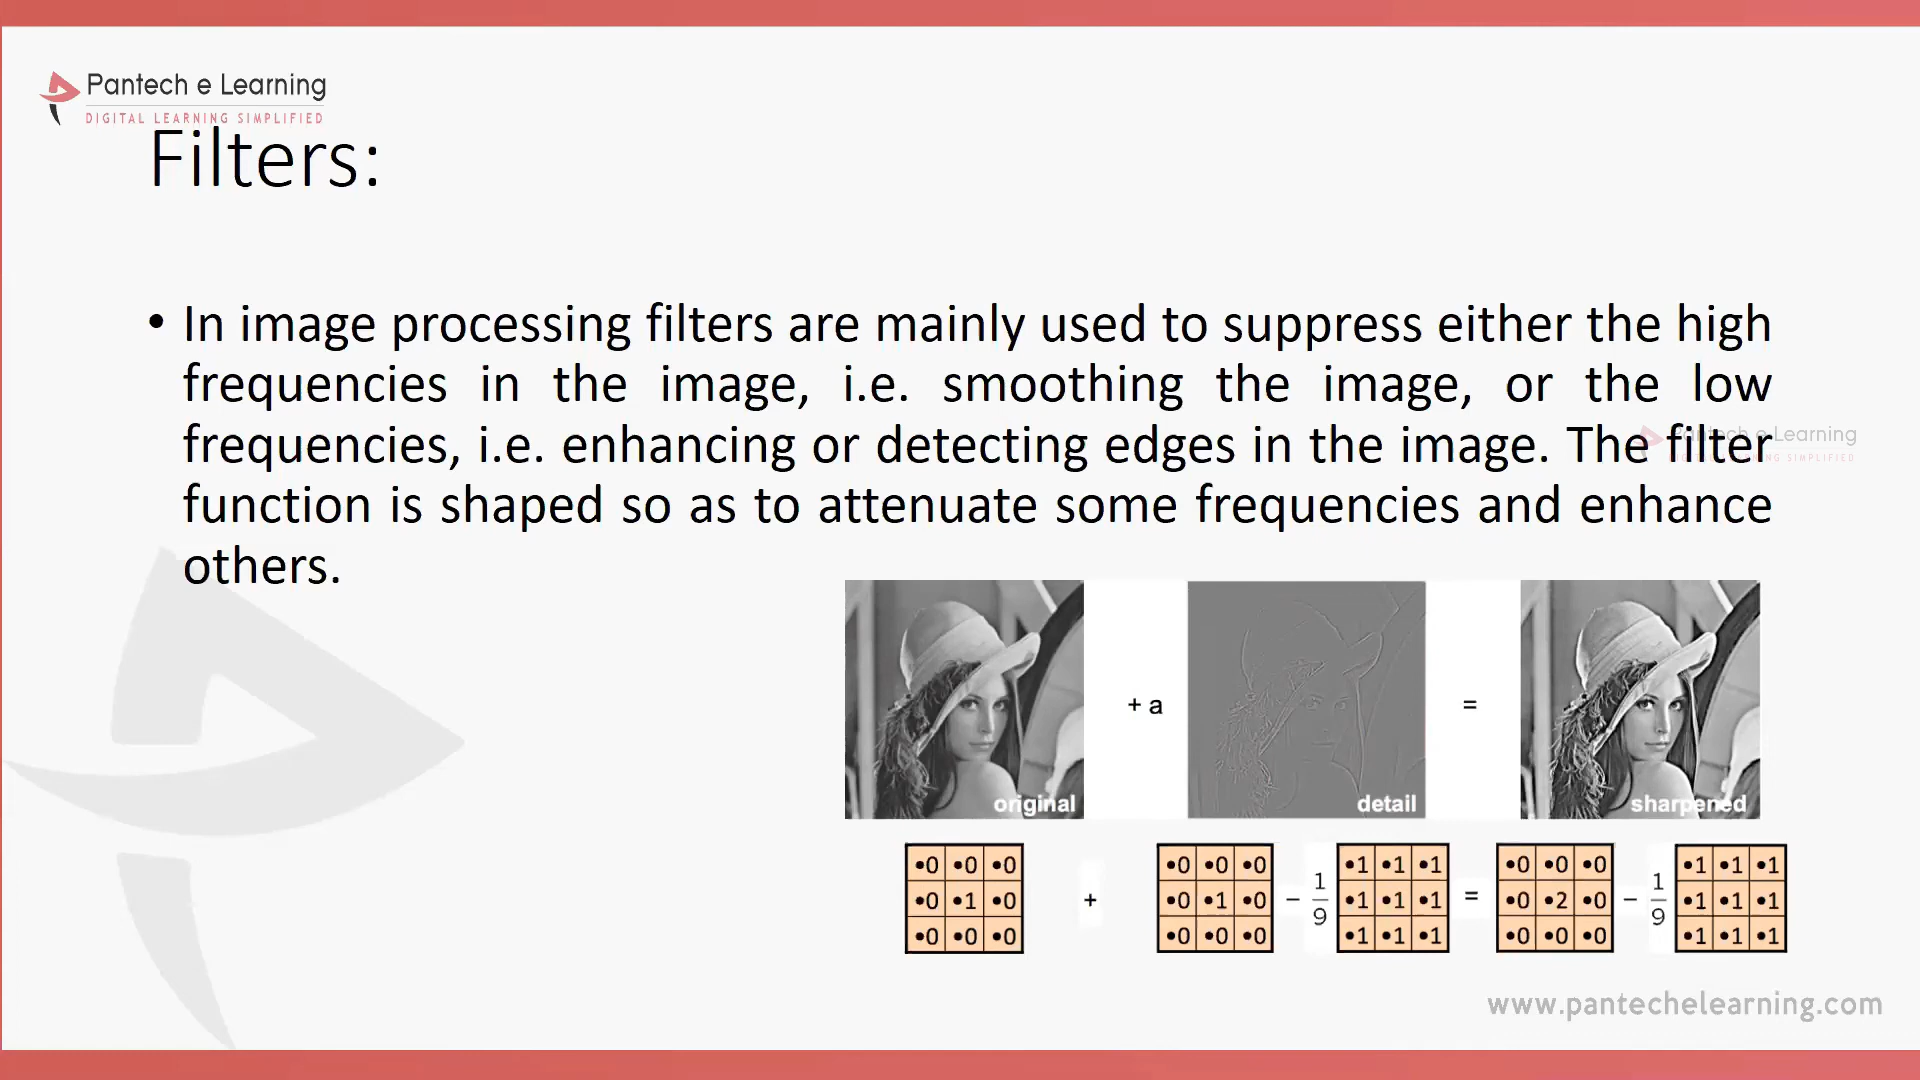 Pantech e Learning
DIGITAL LEARNING SIMPLIFIED
Filters:
• In image processing filters are mainly used to suppress either the high
frequencies in the image, i.e. smoothing the image, or the low
frequencies, i.e. enhancing or detecting edges in the image. The filter
function is shaped so as to attenuate some frequencies and enhance
others.
Pantech e Learning
DIGITAL LEARNING SIMPLIFIED
original + a detail = sharpened
•0 •0 •0 •0 •0 •0 •1 •1 •1 •0 •0 •0 •1 •1 •1
•0 •1 •0 + •0 •1 •0 - 1/9 •1 •1 •1 = •0 •2 •0 - 1/9 •1 •1 •1
•0 •0 •0 •0 •0 •0 •1 •1 •1 •0 •0 •0 •1 •1 •1
www.pantechelearning.com